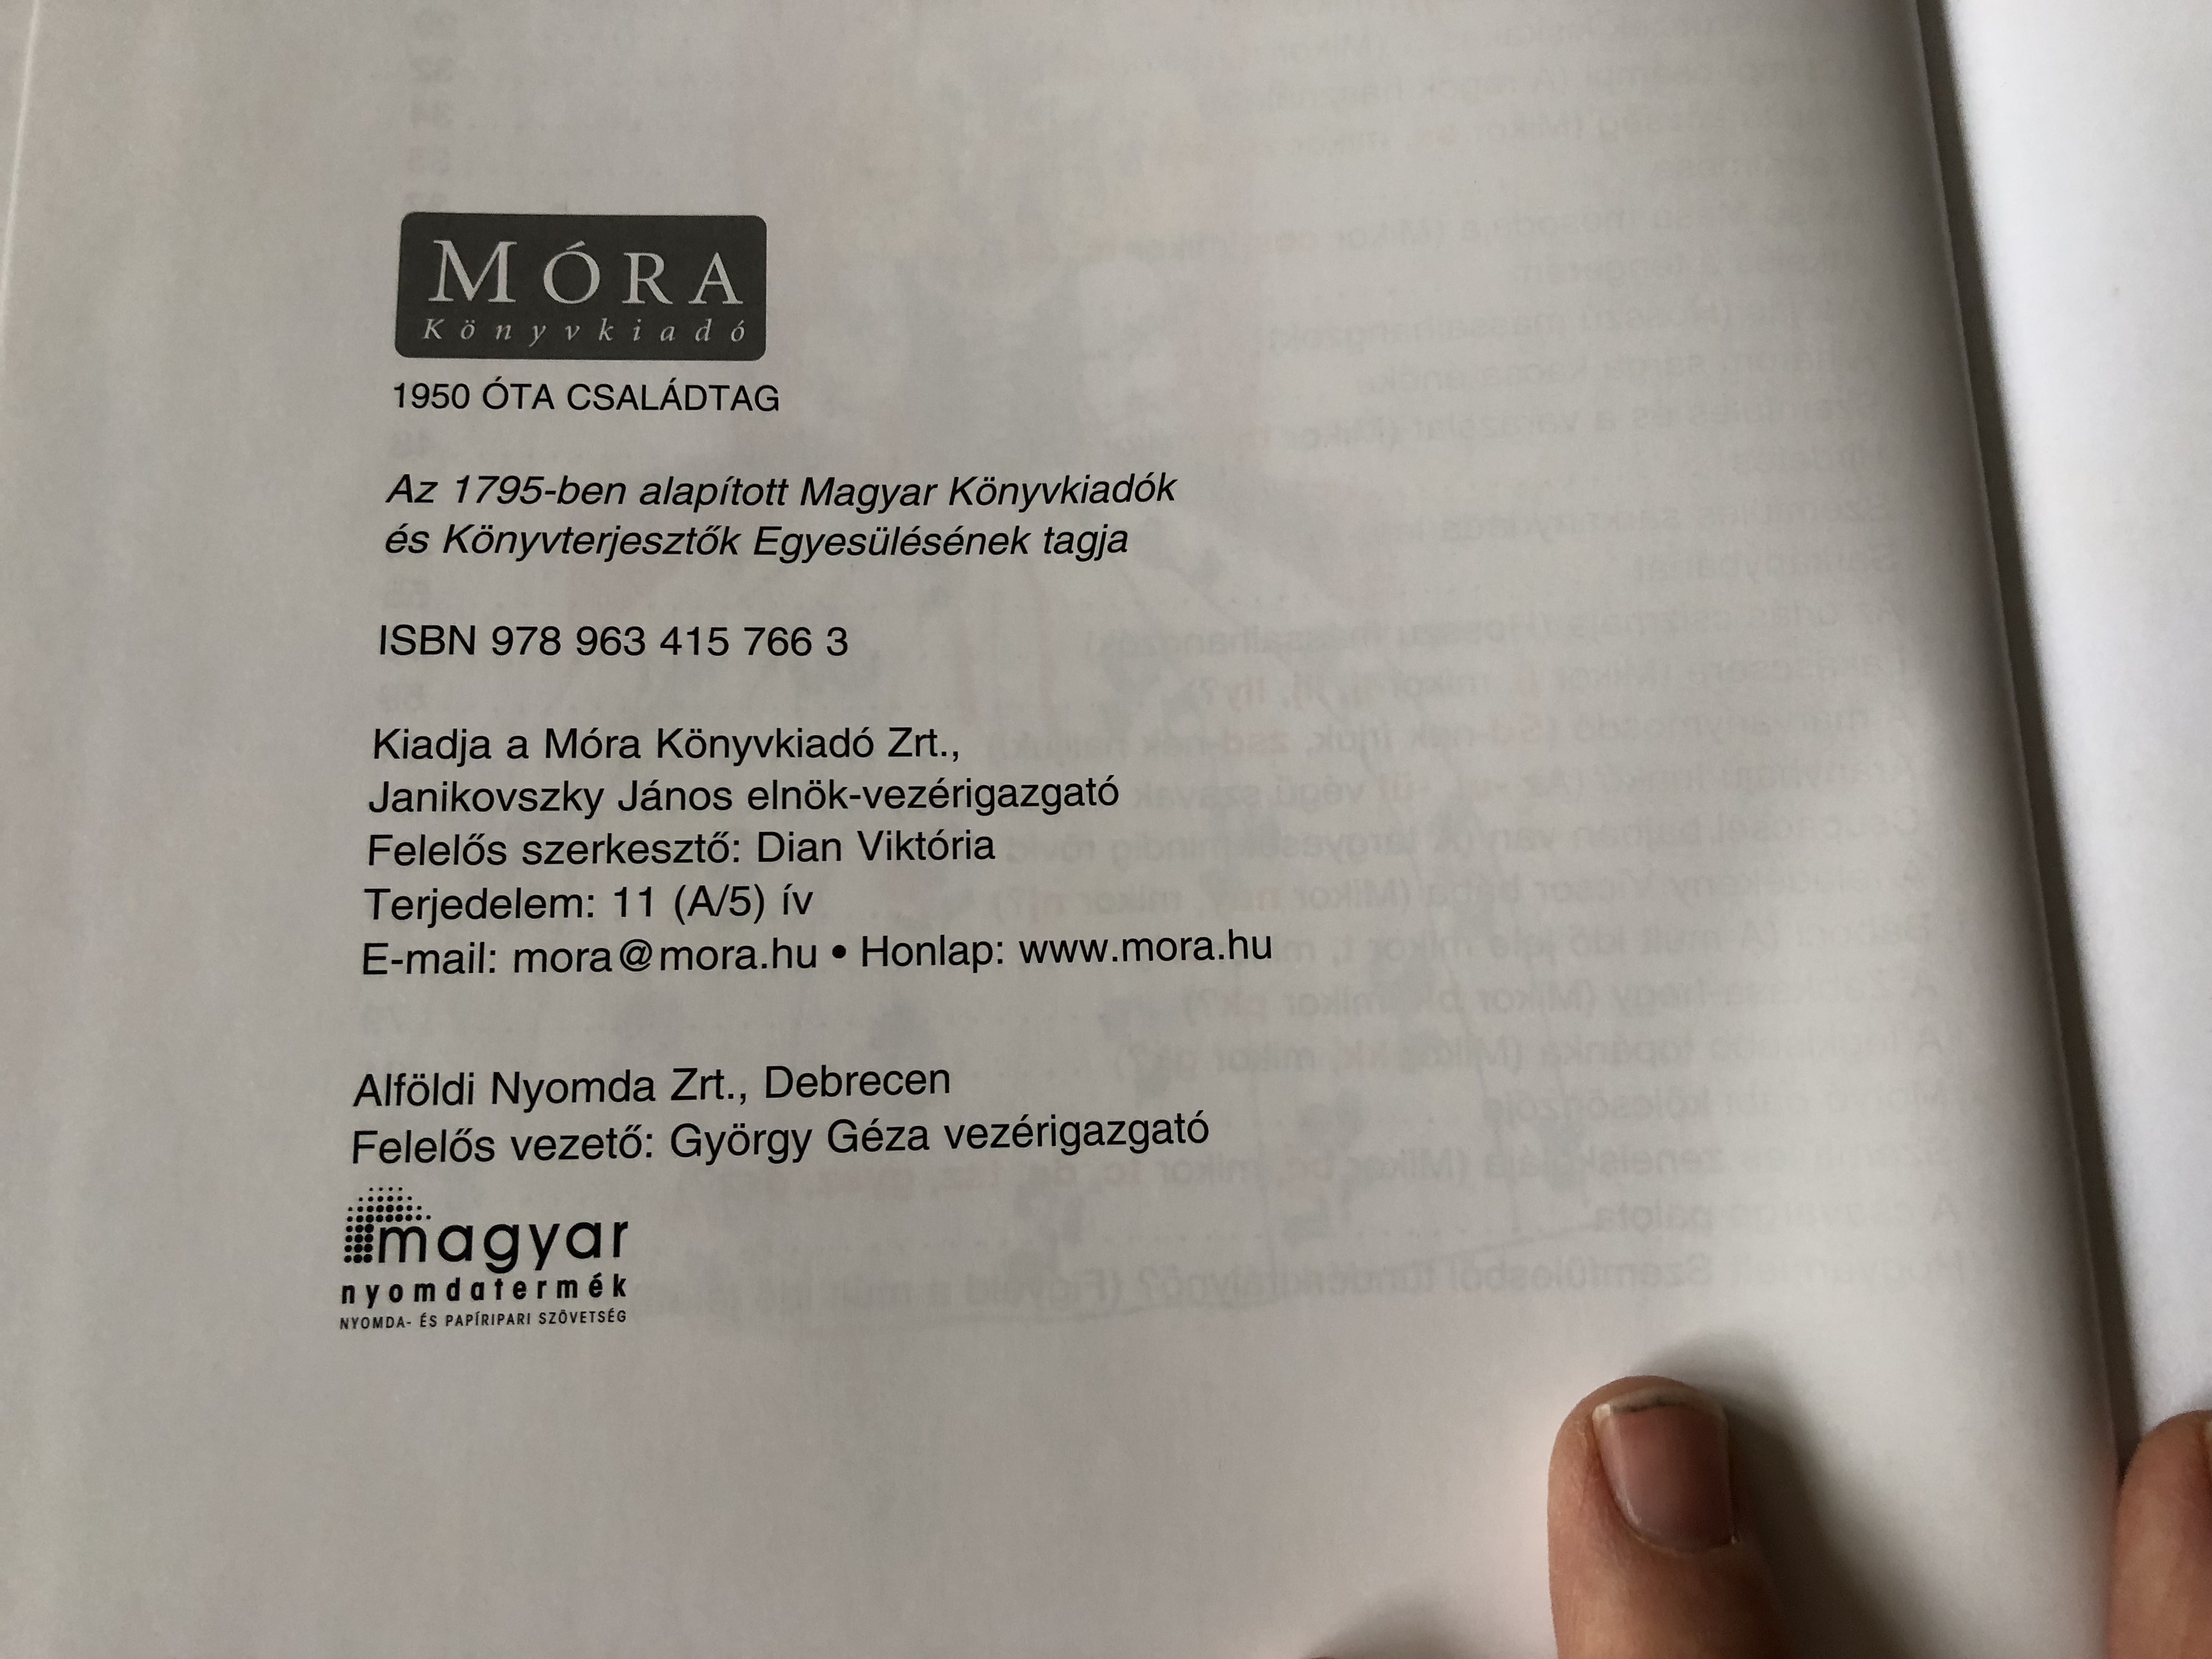 MÓRA
Könyvkiadó
1950 ÓTA CSALÁDTAG
Az 1795-ben alapított Magyar Könyvkiadók
és Könyvterjesztők Egyesülésének tagja
ISBN 978 963 415 766 3
Kiadja a Móra Könyvkiadó Zrt.,
Janikovszky János elnök-vezérigazgató
Felelős szerkesztő: Dian Viktória
Terjedelem: 11 (A/5) ív
E-mail: mora@mora.hu • Honlap: www.mora.hu
Alföldi Nyomda Zrt., Debrecen
Felelős vezető: György Géza vezérigazgató
magyar
nyomdatermék
NYOMDA- ÉS PAPÍRIPARI SZÖVETSÉG